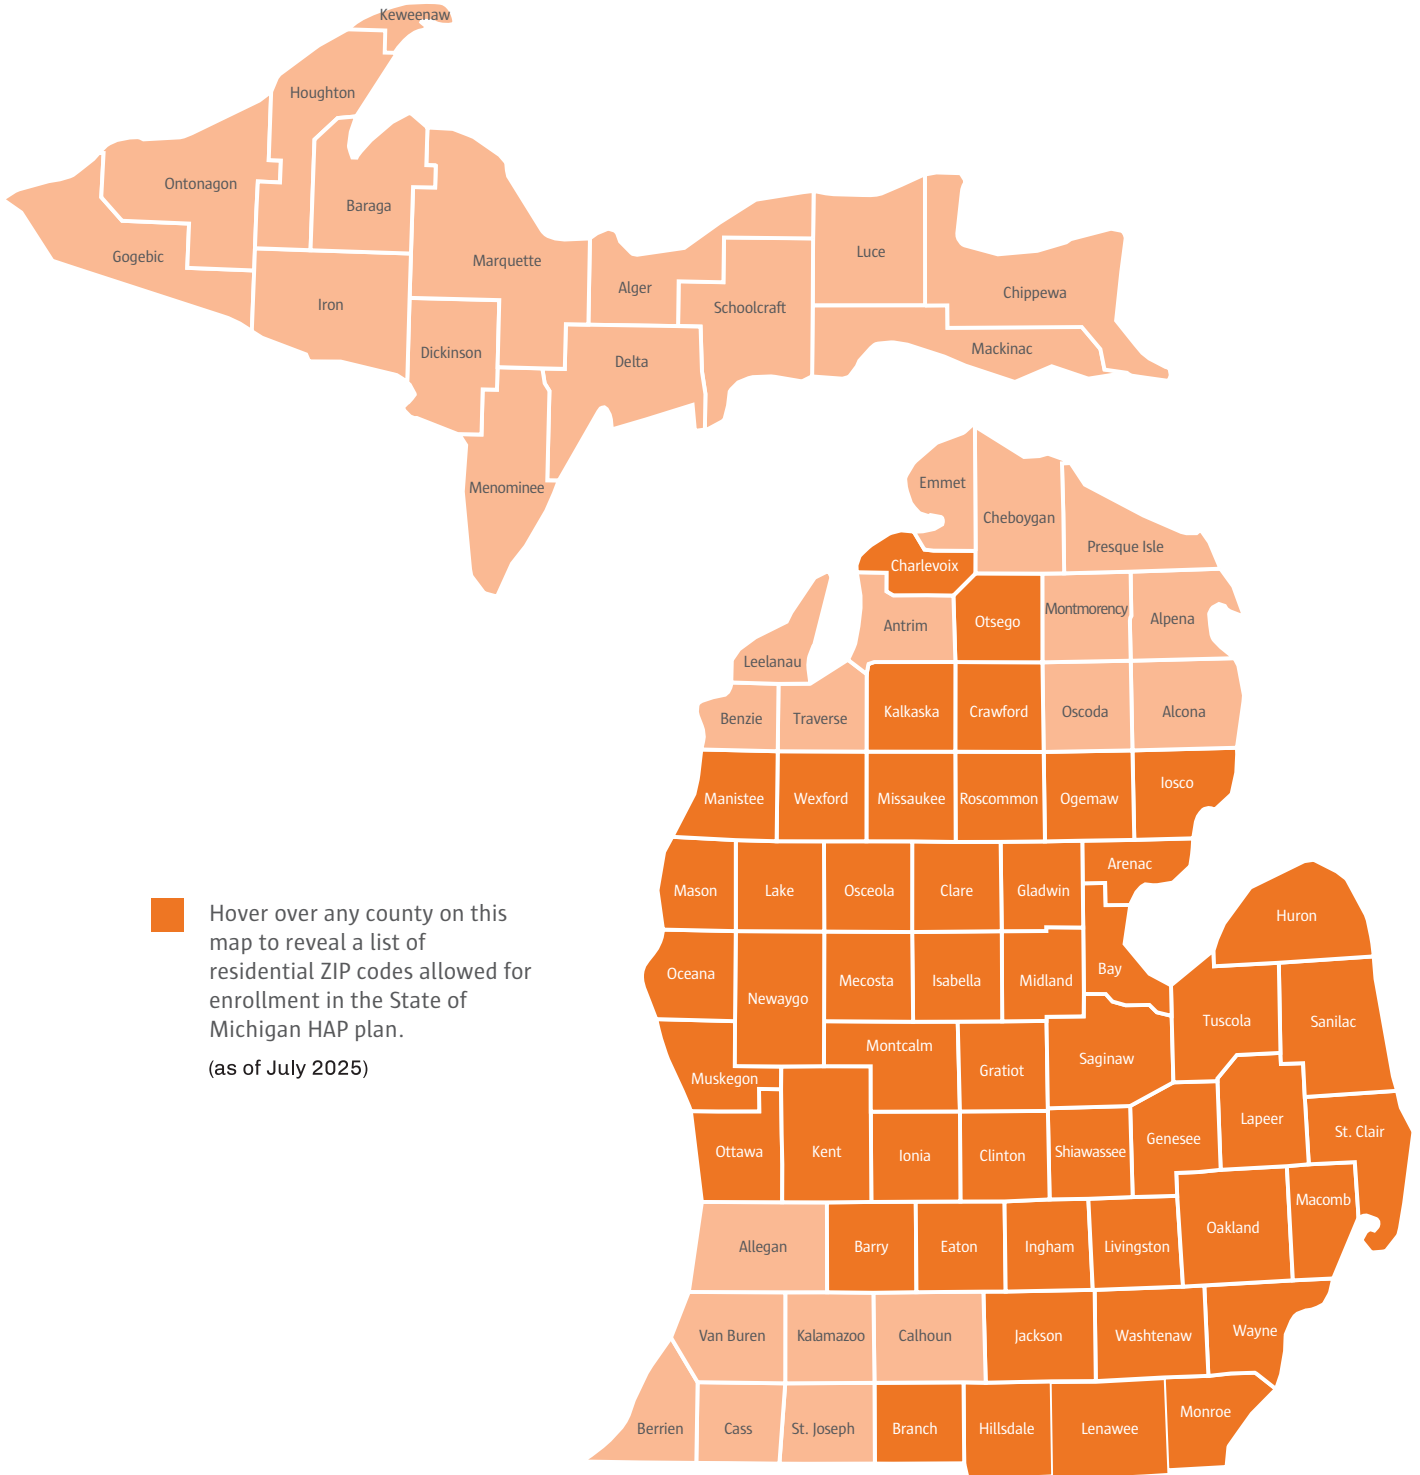 Keweenaw
Houghton
Ontonagon
Baraga
Gogebic
Marquette
Luce
Alger
Chippewa
Iron
Schoolcraft
Dickinson
Delta
Mackinac
Menominee
Emmet
Cheboygan
Presque Isle
Charlevoix
Antrim
Otsego
Montmorency
Alpena
Leelanau
Benzie
Traverse
Kalkaska
Crawford
Oscoda
Alcona
Manistee
Wexford
Missaukee
Roscommon
Ogemaw
Iosco
Arenac
Mason
Lake
Osceola
Clare
Gladwin
Huron
Hover over any county on this
map to reveal a list of
residential ZIP codes allowed for
enrollment in the State of
Michigan HAP plan.
(as of July 2025)
Oceana
Newaygo
Mecosta
Isabella
Midland
Bay
Tuscola
Sanilac
Montcalm
Muskegon
Gratiot
Saginaw
Lapeer
St. Clair
Ottawa
Kent
Ionia
Clinton
Shiawassee
Genesee
Macomb
Oakland
Allegan
Barry
Eaton
Ingham
Livingston
Van Buren
Kalamazoo
Calhoun
Jackson
Washtenaw
Wayne
Berrien
Cass
St. Joseph
Branch
Hillsdale
Lenawee
Monroe